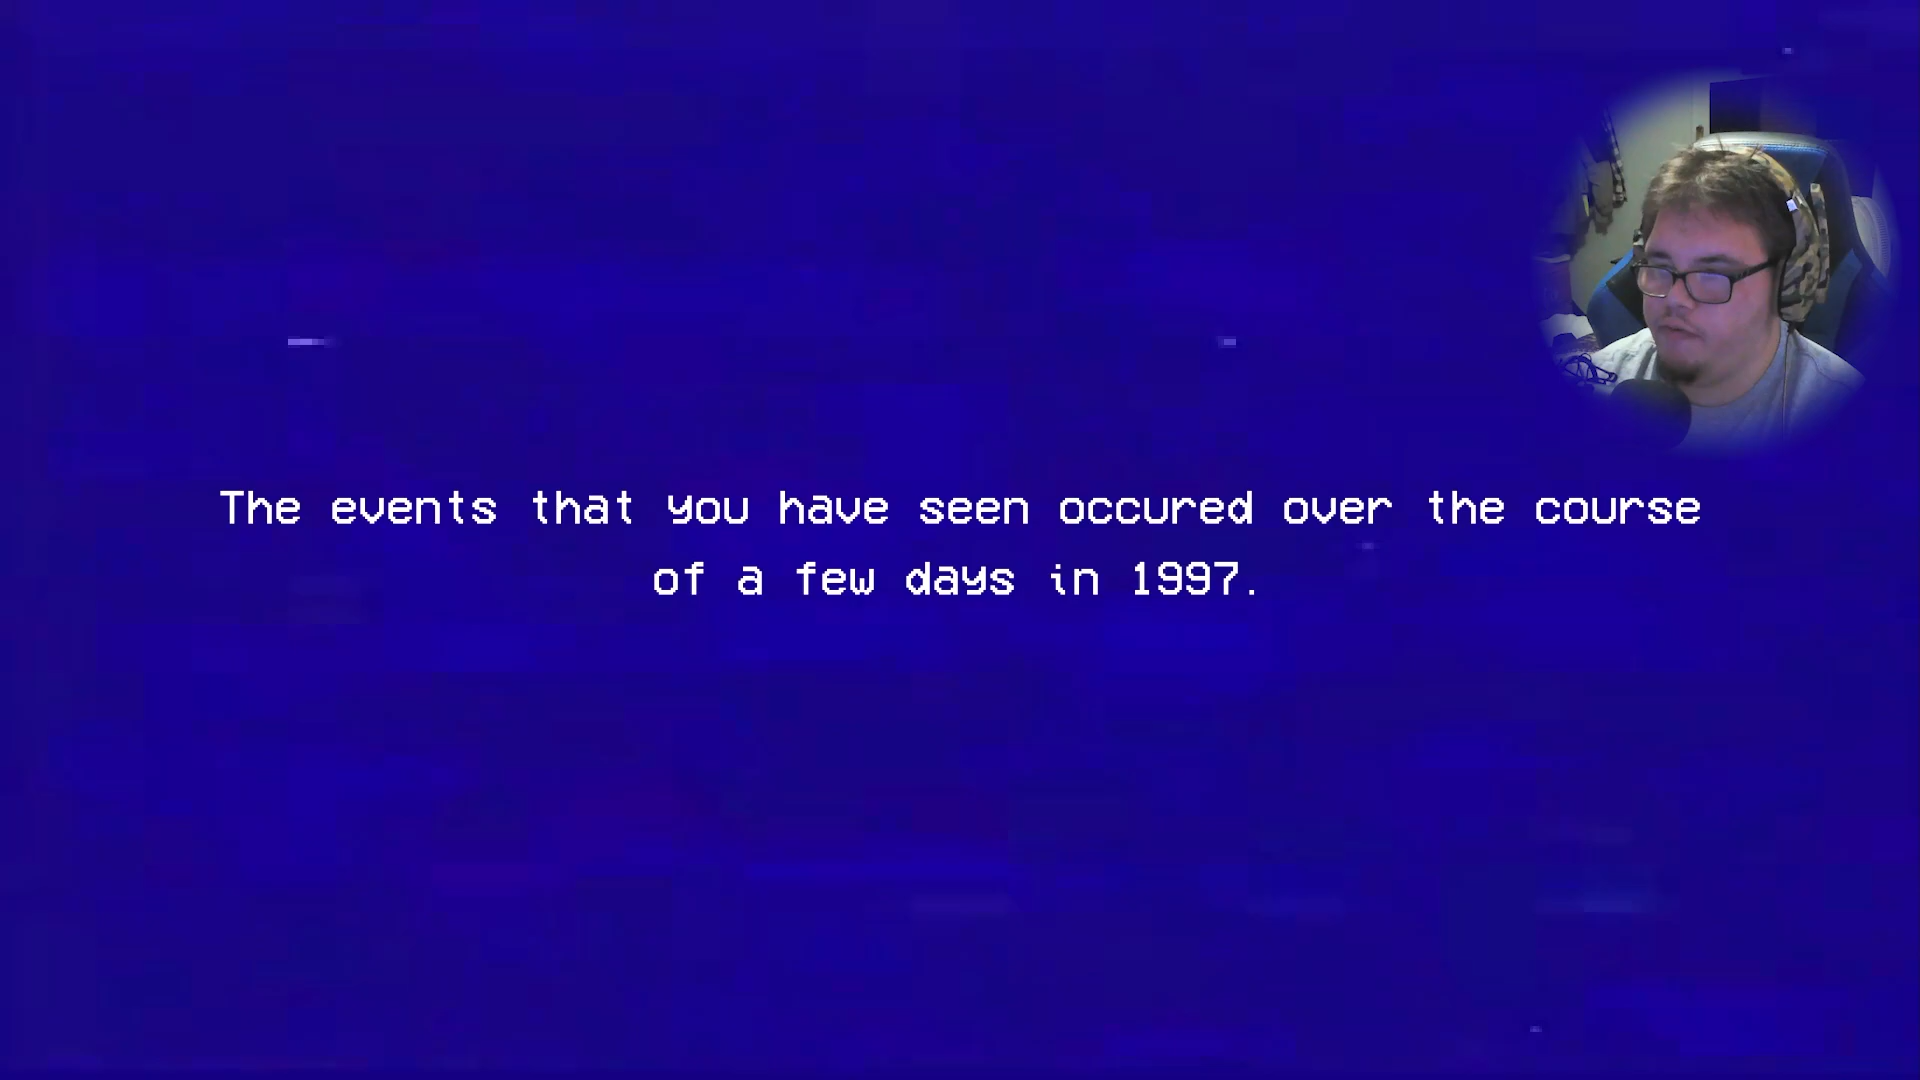 The events that you have seen occured over the course
of a few days in 1997.